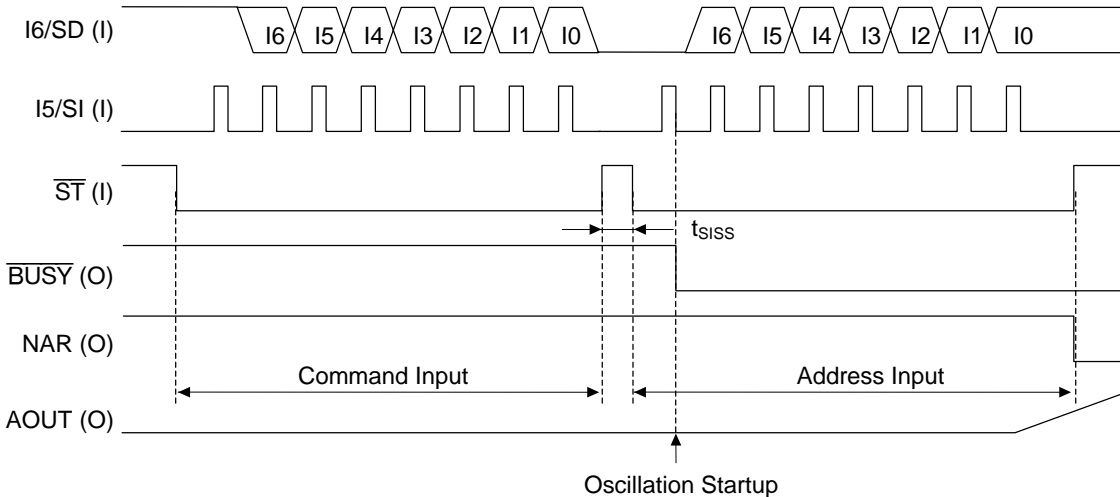 I6/SD (I) I6 I5 I4 I3 I2 I1 I0 I6 I5 I4 I3 I2 I1 I0
I5/SI (I)
ST (I)
tSISS
BUSY (O)
NAR (O)
Command Input Address Input
AOUT (O)
Oscillation Startup